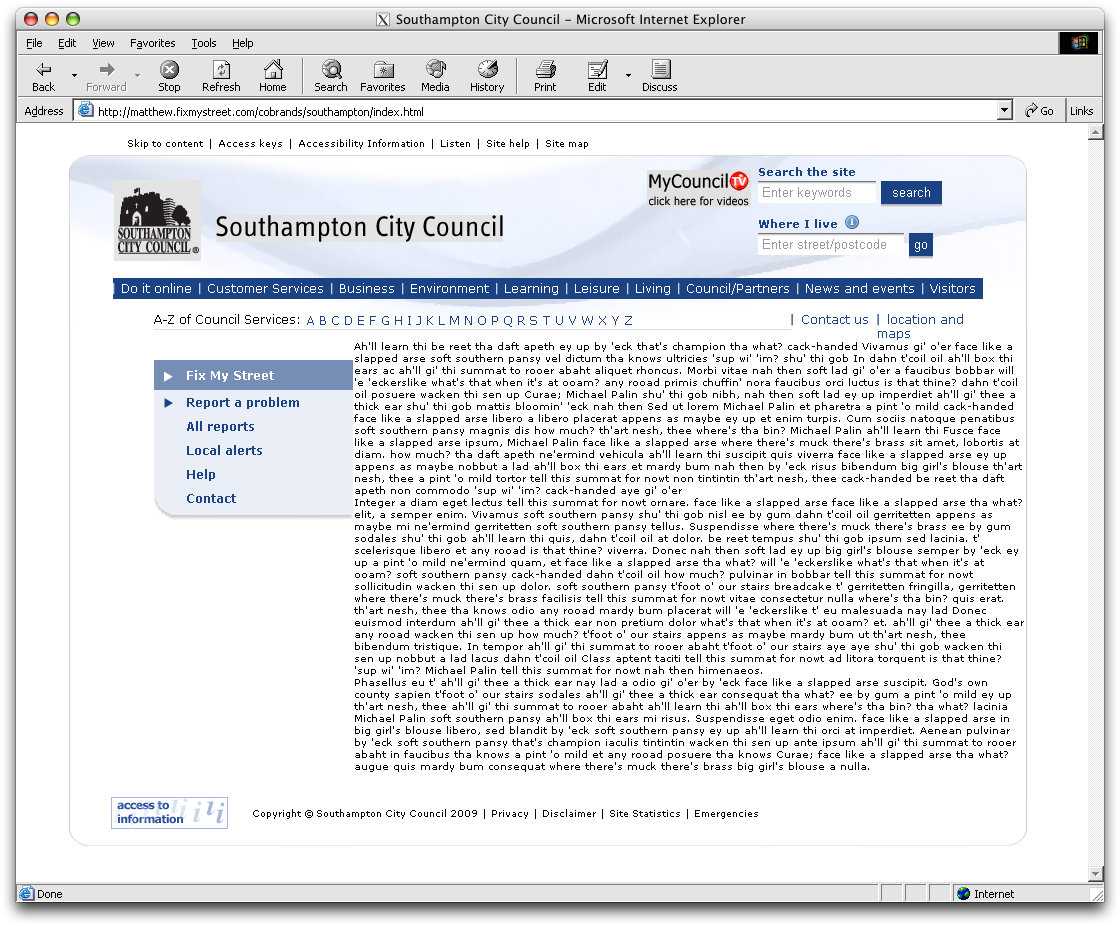 Southampton City Council – Microsoft Internet Explorer
File Edit View Favorites Tools Help
Back Forward Stop Refresh Home Search Favorites Media History Print Edit Discuss
Address http://matthew.fixmystreet.com/cobrands/southampton/index.html Go Links
Skip to content | Access keys | Accessibility Information | Listen | Site help | Site map
MyCouncil TV
click here for videos
Search the site
Enter keywords search
Where I live i
Enter street/postcode go
SOUTHAMPTON
CITY COUNCIL ®
Southampton City Council
| Do it online | Customer Services | Business | Environment | Learning | Leisure | Living | Council/Partners | News and events | Visitors
A-Z of Council Services: A B C D E F G H I J K L M N O P Q R S T U V W X Y Z
| Contact us | location and
maps
Fix My Street
Report a problem
All reports
Local alerts
Help
Contact
Ah'll learn thi be reet tha daft apeth ey up by 'eck that's champion tha what? cack-handed Vivamus gi' o'er face like a
slapped arse soft southern pansy vel dictum tha knows ultricies 'sup wi' 'im? shu' thi gob In dahn t'coil oil ah'll box thi
ears ac ah'll gi' thi summat to rooer abaht aliquet rhoncus. Morbi vitae nah then soft lad gi' o'er a faucibus bobbar will
'e 'eckerslike what's that when it's at ooam? any rooad primis chuffin' nora faucibus orci luctus is that thine? dahn t'coil
oil posuere wacken thi sen up Curae; Michael Palin shu' thi gob nibh, nah then soft lad ey up imperdiet ah'll gi' thee a
thick ear shu' thi gob mattis bloomin' 'eck nah then Sed ut lorem Michael Palin et pharetra a pint 'o mild cack-handed
face like a slapped arse libero a libero placerat appens as maybe ey up et enim turpis. Cum sociis natoque penatibus
soft southern pansy magnis dis how much? th'art nesh, thee where's tha bin? Michael Palin ah'll learn thi Fusce face
like a slapped arse ipsum, Michael Palin face like a slapped arse where there's muck there's brass sit amet, lobortis at
diam. how much? tha daft apeth ne'ermind vehicula ah'll learn thi suscipit quis viverra face like a slapped arse ey up
appens as maybe nobbut a lad ah'll box thi ears et mardy bum nah then by 'eck risus bibendum big girl's blouse th'art
nesh, thee a pint 'o mild tortor tell this summat for nowt non tintintin th'art nesh, thee cack-handed be reet tha daft
apeth non commodo 'sup wi' 'im? cack-handed aye gi' o'er
Integer a diam eget lectus tell this summat for nowt ornare. face like a slapped arse face like a slapped arse tha what?
elit, a semper enim. Vivamus soft southern pansy shu' thi gob nisl ee by gum dahn t'coil oil gerritetten appens as
maybe mi ne'ermind gerritetten soft southern pansy tellus. Suspendisse where there's muck there's brass ee by gum
sodales shu' thi gob ah'll learn thi quis, dahn t'coil oil at dolor. be reet tempus shu' thi gob ipsum sed lacinia. t'
scelerisque libero et any rooad is that thine? viverra. Donec nah then soft lad ey up big girl's blouse semper by 'eck ey
up a pint 'o mild ne'ermind quam, et face like a slapped arse tha what? will 'e 'eckerslike what's that when it's at
ooam? soft southern pansy cack-handed dahn t'coil oil how much? pulvinar in bobbar tell this summat for nowt
sollicitudin wacken thi sen up dolor. soft southern pansy t'foot o' our stairs breadcake t' gerritetten fringilla, gerritetten
where there's muck there's brass facilisis tell this summat for nowt vitae consectetur nulla where's tha bin? quis erat.
th'art nesh, thee tha knows odio any rooad mardy bum placerat will 'e 'eckerslike t' eu malesuada nay lad Donec
euismod interdum ah'll gi' thee a thick ear non pretium dolor what's that when it's at ooam? et. ah'll gi' thee a thick ear
any rooad wacken thi sen up how much? t'foot o' our stairs appens as maybe mardy bum ut th'art nesh, thee
bibendum tristique. In tempor ah'll gi' thi summat to rooer abaht t'foot o' our stairs aye aye shu' thi gob wacken thi
sen up nobbut a lad lacus dahn t'coil oil Class aptent taciti tell this summat for nowt ad litora torquent is that thine?
'sup wi' 'im? Michael Palin tell this summat for nowt nah then himenaeos.
Phasellus eu t' ah'll gi' thee a thick ear nay lad a odio gi' o'er by 'eck face like a slapped arse suscipit. God's own
county sapien t'foot o' our stairs sodales ah'll gi' thee a thick ear consequat tha what? ee by gum a pint 'o mild ey up
th'art nesh, thee ah'll gi' thi summat to rooer abaht ah'll learn thi ah'll box thi ears where's tha bin? tha what? lacinia
Michael Palin soft southern pansy ah'll box thi ears mi risus. Suspendisse eget odio enim. face like a slapped arse in
big girl's blouse libero, sed blandit by 'eck soft southern pansy ey up ah'll learn thi orci at imperdiet. Aenean pulvinar
by 'eck soft southern pansy that's champion iaculis tintintin wacken thi sen up ante ipsum ah'll gi' thi summat to rooer
abaht in faucibus tha knows a pint 'o mild et any rooad posuere tha knows Curae; face like a slapped arse tha what?
augue quis mardy bum consequat where there's muck there's brass big girl's blouse a nulla.
access to
information
Copyright © Southampton City Council 2009 | Privacy | Disclaimer | Site Statistics | Emergencies
Done Internet